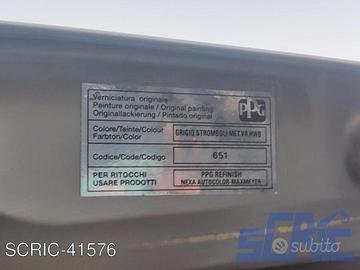 Verniciatura originale
Peinture originale / Original painting
Originallackierung / Pintado original
PPG
Colore/Teinte/Colour
Farbton/Color
GRIGIO STROMBOLI MET.VR.HWB
Codice/Code/Codigo
651
PER RITOCCHI
USARE PRODOTTI
PPG REFINISH
NEXA AUTOCOLOR-MAXMEYER
SCRIC-41576
subito